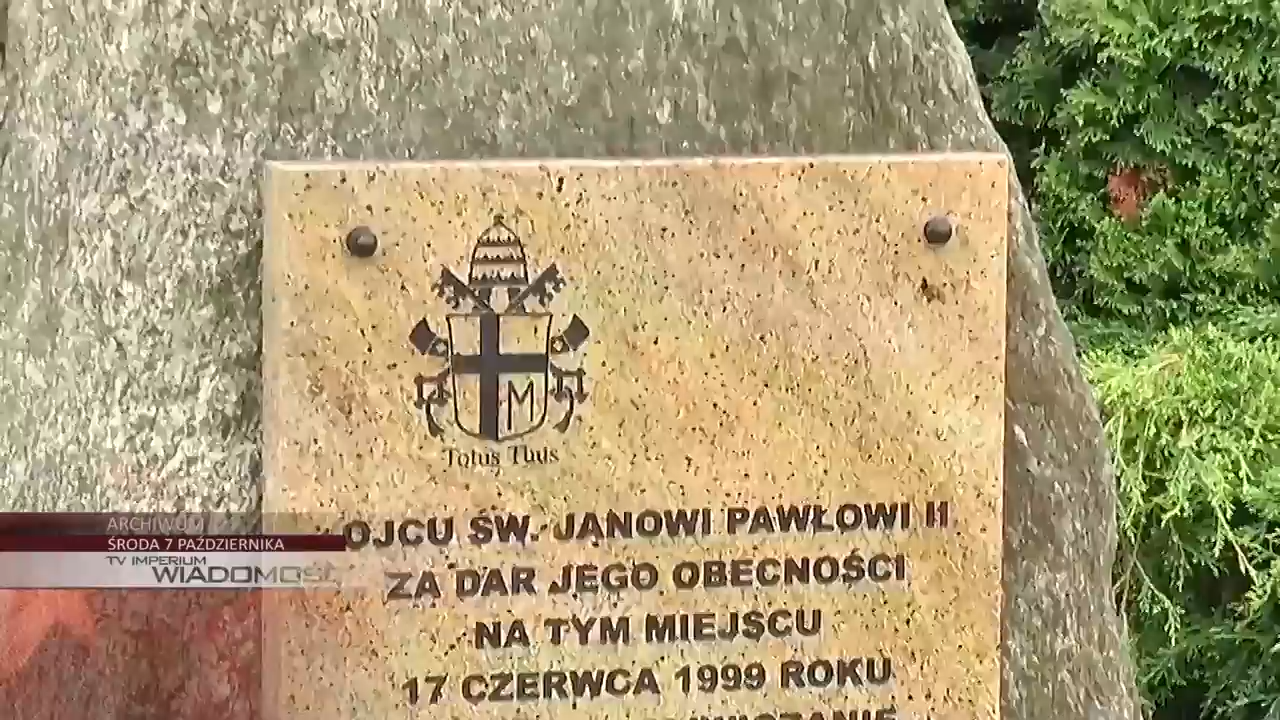 M
Totus Tuus
OJCU ŚW. JANOWI PAWŁOWI II
ZA DAR JEGO OBECNOŚCI
NA TYM MIEJSCU
17 CZERWCA 1999 ROKU
ARCHIWUM
ŚRODA 7 PAŹDZIERNIKA
TV IMPERIUM
WIADOMOŚC